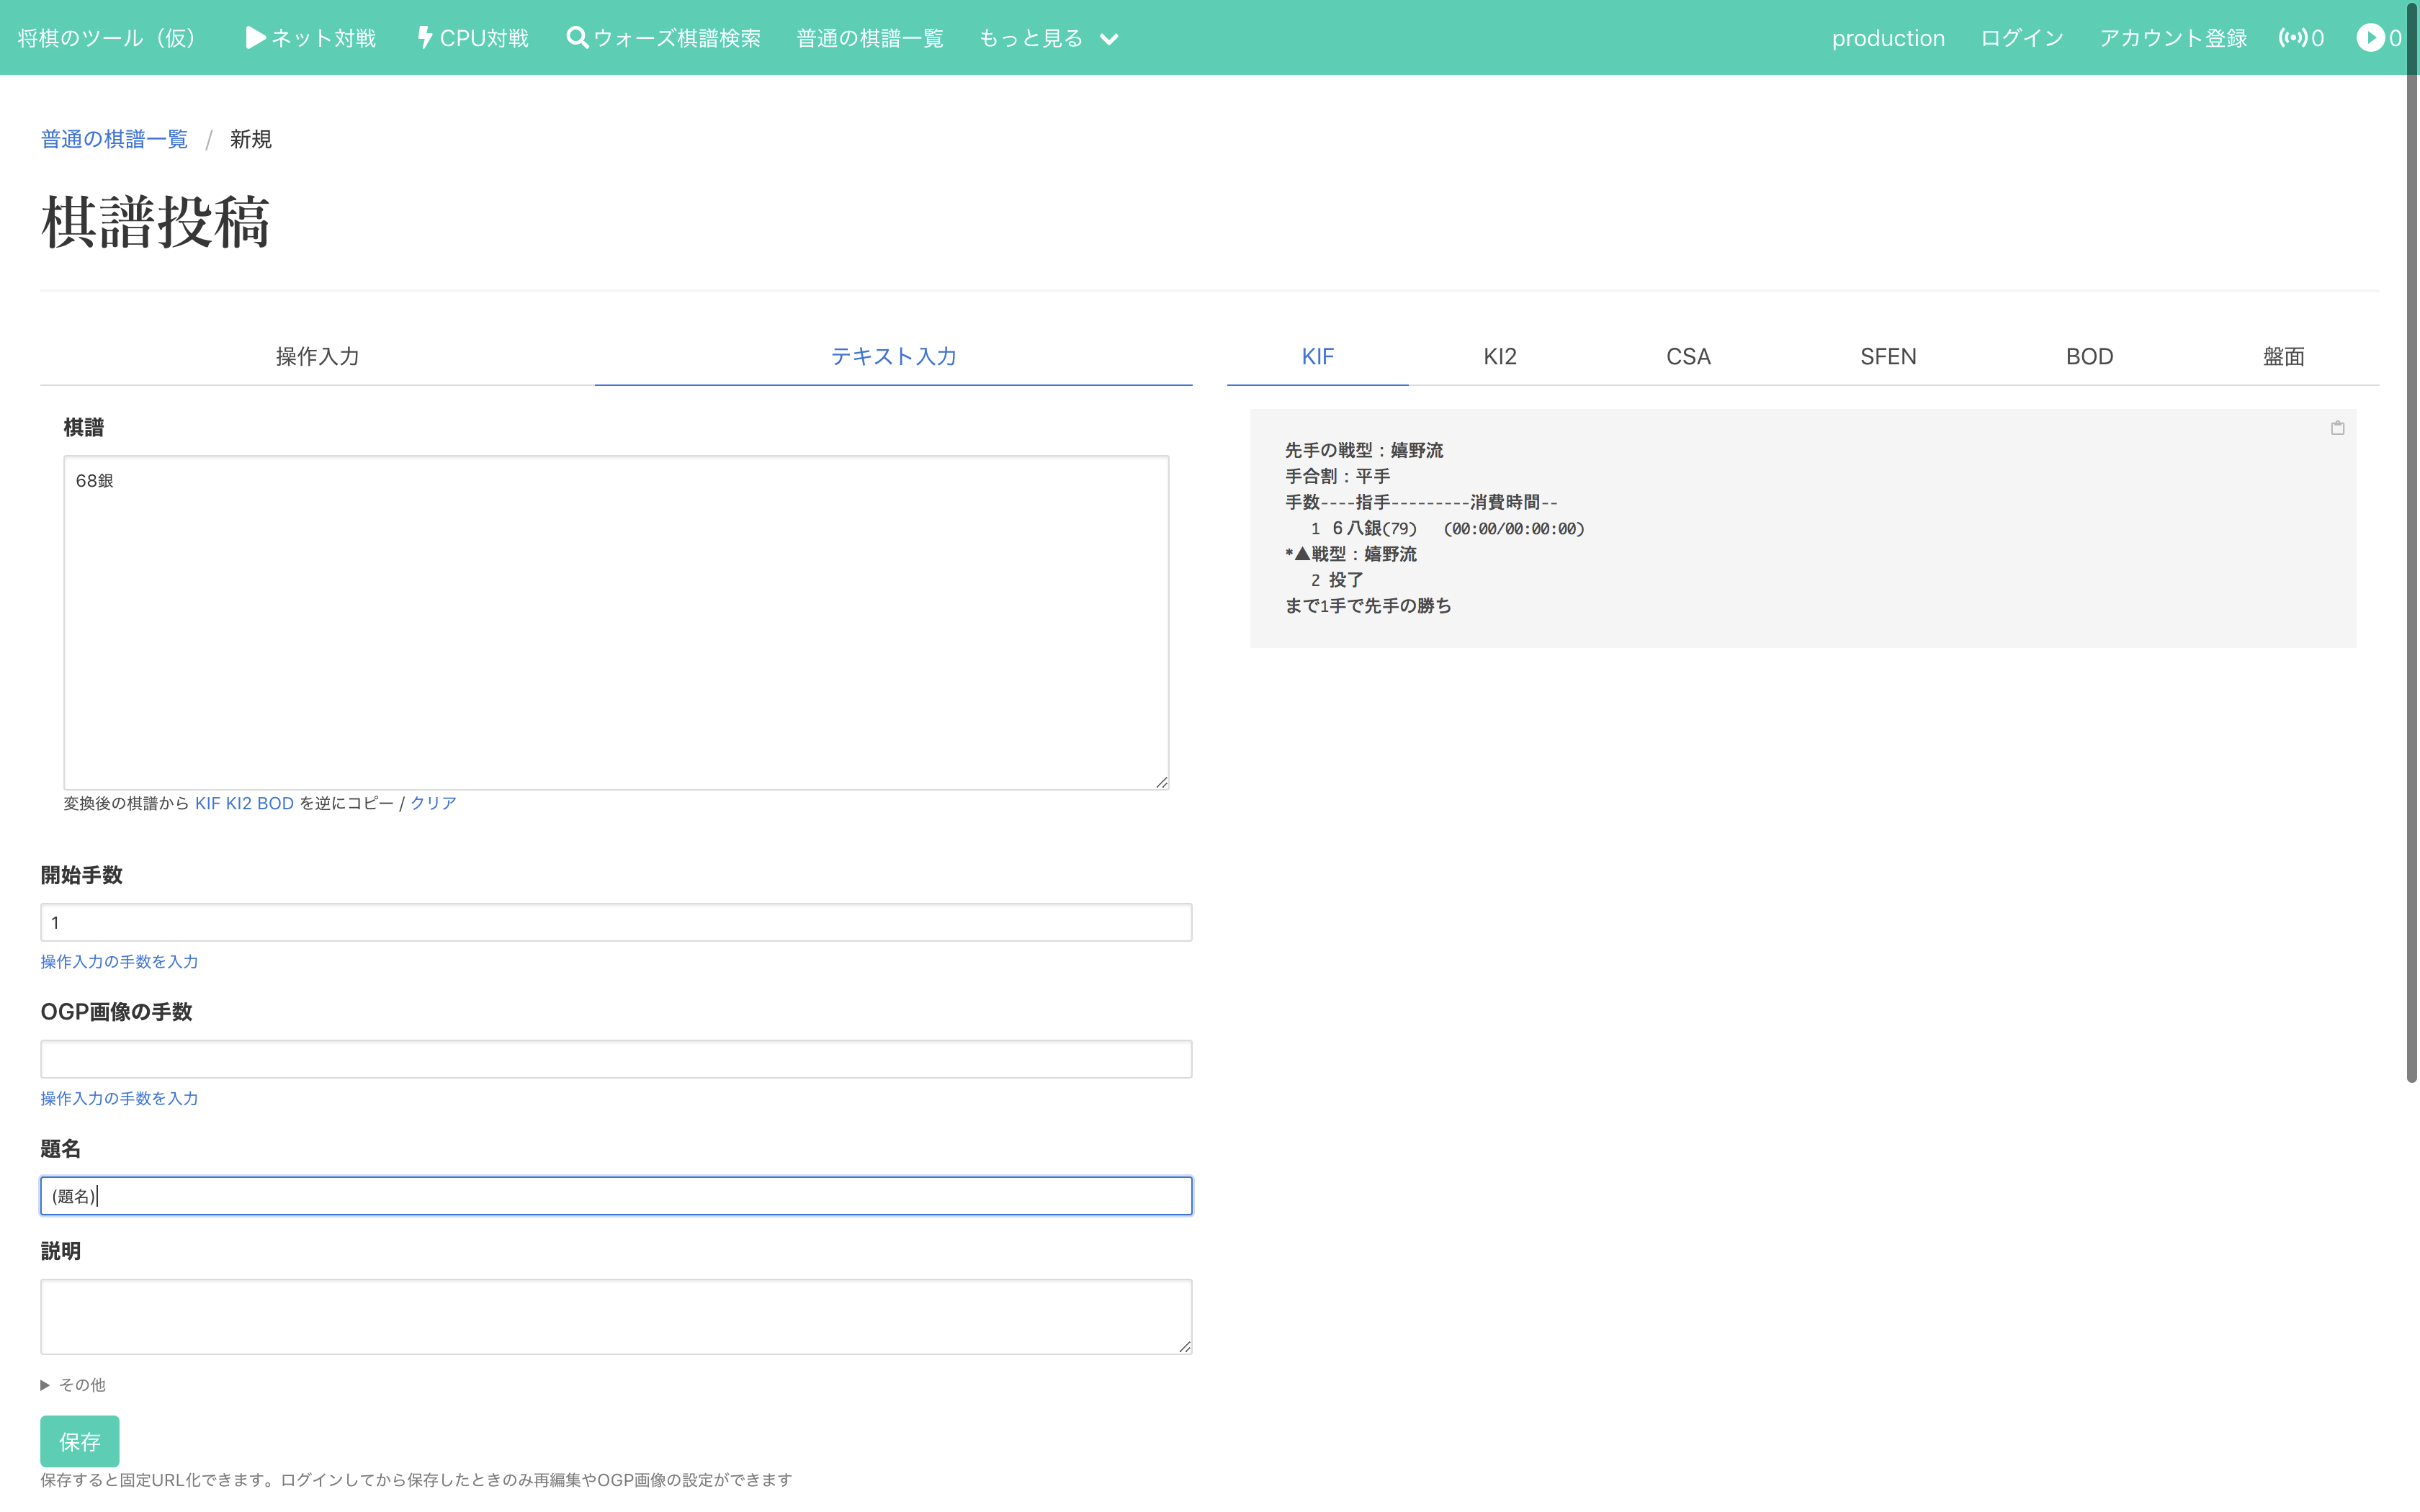 将棋のツール（仮） ネット対戦 CPU対戦 ウォーズ棋譜検索 普通の棋譜一覧 もっと見る production ログイン アカウント登録 0 0
普通の棋譜一覧 / 新規
棋譜投稿
操作入力 テキスト入力
棋譜
68銀
変換後の棋譜から KIF KI2 BOD を逆にコピー / クリア
開始手数
1
操作入力の手数を入力
OGP画像の手数
操作入力の手数を入力
題名
(題名)
説明
その他
保存
保存すると固定URL化できます。ログインしてから保存したときのみ再編集やOGP画像の設定ができます
KIF KI2 CSA SFEN BOD 盤面
先手の戦型：嬉野流
手合割：平手
手数----指手---------消費時間--
1 ６八銀(79) (00:00/00:00:00)
*▲戦型：嬉野流
2 投了
まで1手で先手の勝ち